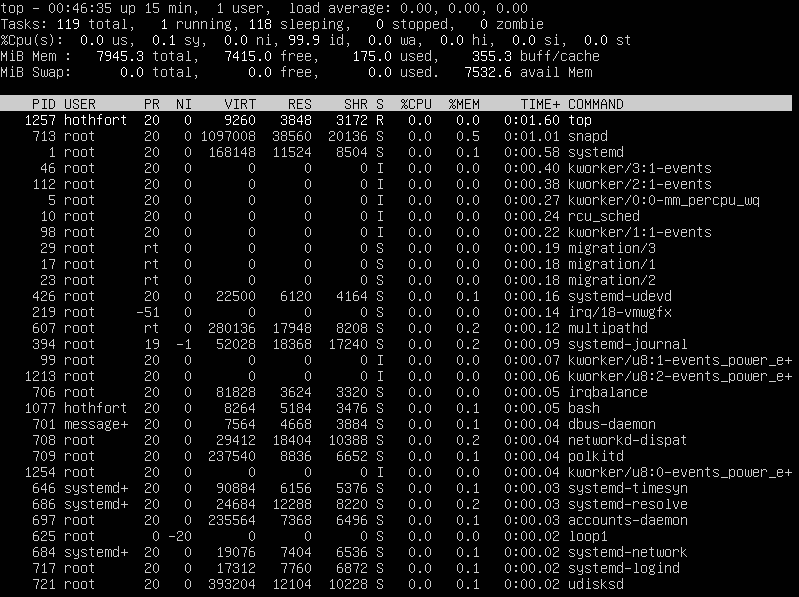 top - 00:46:35 up 15 min,  1 user,  load average: 0.00, 0.00, 0.00
Tasks: 119 total,   1 running, 118 sleeping,   0 stopped,   0 zombie
%Cpu(s):  0.0 us,  0.1 sy,  0.0 ni, 99.9 id,  0.0 wa,  0.0 hi,  0.0 si,  0.0 st
MiB Mem :   7945.3 total,   7415.0 free,    175.0 used,    355.3 buff/cache
MiB Swap:      0.0 total,      0.0 free,      0.0 used.   7532.6 avail Mem
PID USER      PR  NI    VIRT    RES    SHR S  %CPU  %MEM     TIME+ COMMAND
1257 hothfort  20   0    9260   3848   3172 R   0.0   0.0   0:01.60 top
713 root      20   0 1097008  38560  20136 S   0.0   0.5   0:01.01 snapd
1 root      20   0  168148  11524   8504 S   0.0   0.1   0:00.58 systemd
46 root      20   0       0      0      0 I   0.0   0.0   0:00.40 kworker/3:1-events
112 root      20   0       0      0      0 I   0.0   0.0   0:00.38 kworker/2:1-events
5 root      20   0       0      0      0 I   0.0   0.0   0:00.27 kworker/0:0-mm_percpu_wq
10 root      20   0       0      0      0 I   0.0   0.0   0:00.24 rcu_sched
98 root      20   0       0      0      0 I   0.0   0.0   0:00.22 kworker/1:1-events
29 root      rt   0       0      0      0 S   0.0   0.0   0:00.19 migration/3
17 root      rt   0       0      0      0 S   0.0   0.0   0:00.18 migration/1
23 root      rt   0       0      0      0 S   0.0   0.0   0:00.18 migration/2
426 root      20   0   22500   6120   4164 S   0.0   0.1   0:00.16 systemd-udevd
219 root     -51   0       0      0      0 S   0.0   0.0   0:00.14 irq/18-vmwgfx
607 root      rt   0  280136  17948   8208 S   0.0   0.2   0:00.12 multipathd
394 root      19  -1   52028  18368  17240 S   0.0   0.2   0:00.09 systemd-journal
99 root      20   0       0      0      0 I   0.0   0.0   0:00.07 kworker/u8:1-events_power_e+
1213 root      20   0       0      0      0 I   0.0   0.0   0:00.06 kworker/u8:2-events_power_e+
706 root      20   0   81828   3624   3320 S   0.0   0.0   0:00.05 irqbalance
1077 hothfort  20   0    8264   5184   3476 S   0.0   0.1   0:00.05 bash
701 message+  20   0    7564   4668   3884 S   0.0   0.1   0:00.04 dbus-daemon
708 root      20   0   29412  18404  10388 S   0.0   0.2   0:00.04 networkd-dispat
709 root      20   0  237540   8836   6652 S   0.0   0.1   0:00.04 polkitd
1254 root      20   0       0      0      0 I   0.0   0.0   0:00.04 kworker/u8:0-events_power_e+
646 systemd+  20   0   90884   6156   5376 S   0.0   0.1   0:00.03 systemd-timesyn
686 systemd+  20   0   24684  12288   8220 S   0.0   0.2   0:00.03 systemd-resolve
697 root      20   0  235564   7368   6496 S   0.0   0.1   0:00.03 accounts-daemon
625 root       0 -20       0      0      0 S   0.0   0.0   0:00.02 loop1
684 systemd+  20   0   19076   7404   6536 S   0.0   0.1   0:00.02 systemd-network
717 root      20   0   17312   7760   6872 S   0.0   0.1   0:00.02 systemd-logind
721 root      20   0  393204  12104  10228 S   0.0   0.1   0:00.02 udisksd